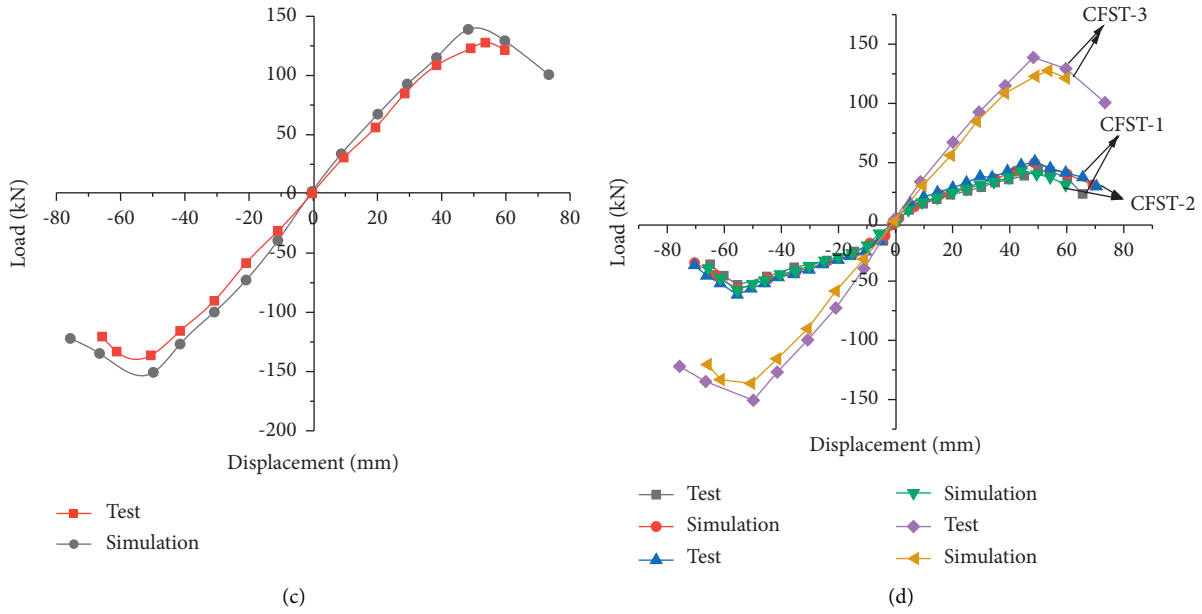 150
100
50
0
-50
-100
-150
-200
-80 -60 -40 -20 0 20 40 60 80
Load (kN)
Displacement (mm)
Test
Simulation
(c)
150
100
50
0
-50
-100
-150
-80 -60 -40 -20 0 20 40 60 80
Load (kN)
Displacement (mm)
CFST-3
CFST-1
CFST-2
Test Simulation
Simulation Test
Test Simulation
(d)